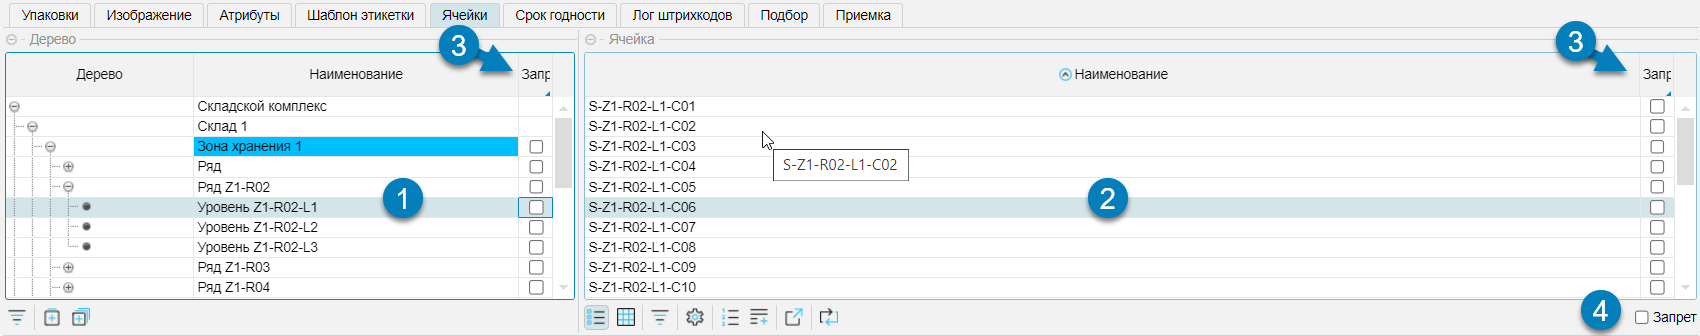 Упаковки Изображение Атрибуты Шаблон этикетки Ячейки Срок годности Лог штрихкодов Подбор Приемка
Дерево
3
Дерево Наименование Запр
Складской комплекс
Склад 1
Зона хранения 1
Ряд
Ряд Z1-R02
1
Уровень Z1-R02-L1
Уровень Z1-R02-L2
Уровень Z1-R02-L3
Ряд Z1-R03
Ряд Z1-R04
Ячейка
3
Наименование Запр
S-Z1-R02-L1-C01
S-Z1-R02-L1-C02
S-Z1-R02-L1-C03
S-Z1-R02-L1-C04
S-Z1-R02-L1-C02
S-Z1-R02-L1-C05
2
S-Z1-R02-L1-C06
S-Z1-R02-L1-C07
S-Z1-R02-L1-C08
S-Z1-R02-L1-C09
S-Z1-R02-L1-C10
4
Запрет